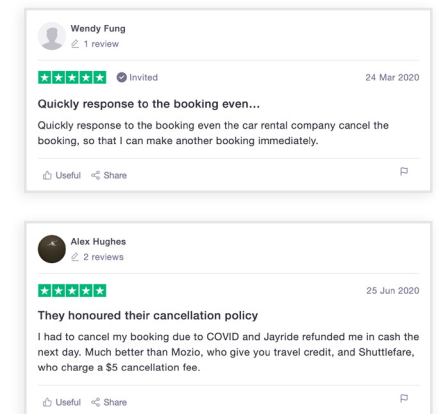 Wendy Fung
1 review
Invited
24 Mar 2020
Quickly response to the booking even...
Quickly response to the booking even the car rental company cancel the
booking, so that I can make another booking immediately.
Useful Share
Alex Hughes
2 reviews
25 Jun 2020
They honoured their cancellation policy
I had to cancel my booking due to COVID and Jayride refunded me in cash the
next day. Much better than Mozio, who give you travel credit, and Shuttlefare,
who charge a $5 cancellation fee.
Useful Share